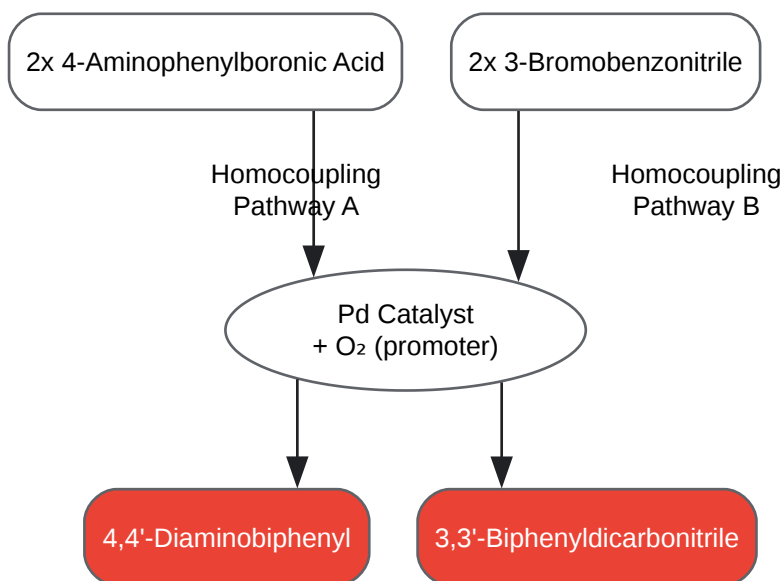 2x 4-Aminophenylboronic Acid
2x 3-Bromobenzonitrile
Homocoupling
Pathway A
Homocoupling
Pathway B
Pd Catalyst
+ O₂ (promoter)
4,4'-Diaminobiphenyl
3,3'-Biphenyldicarbonitrile